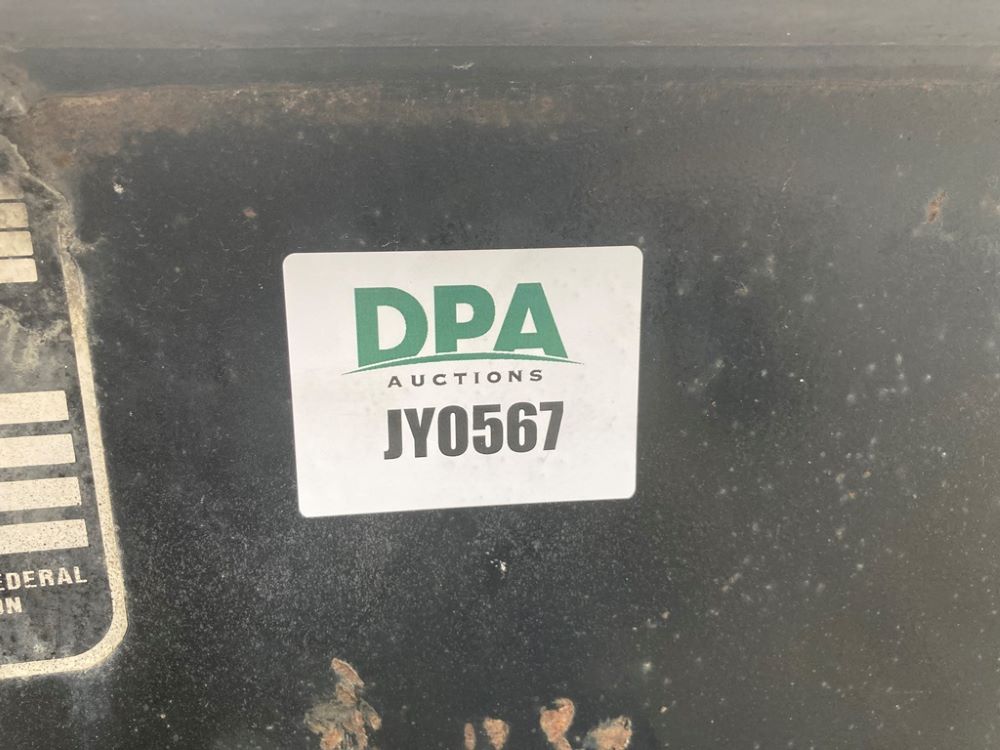 DPA
AUCTIONS
JY0567
EDERAL
ON